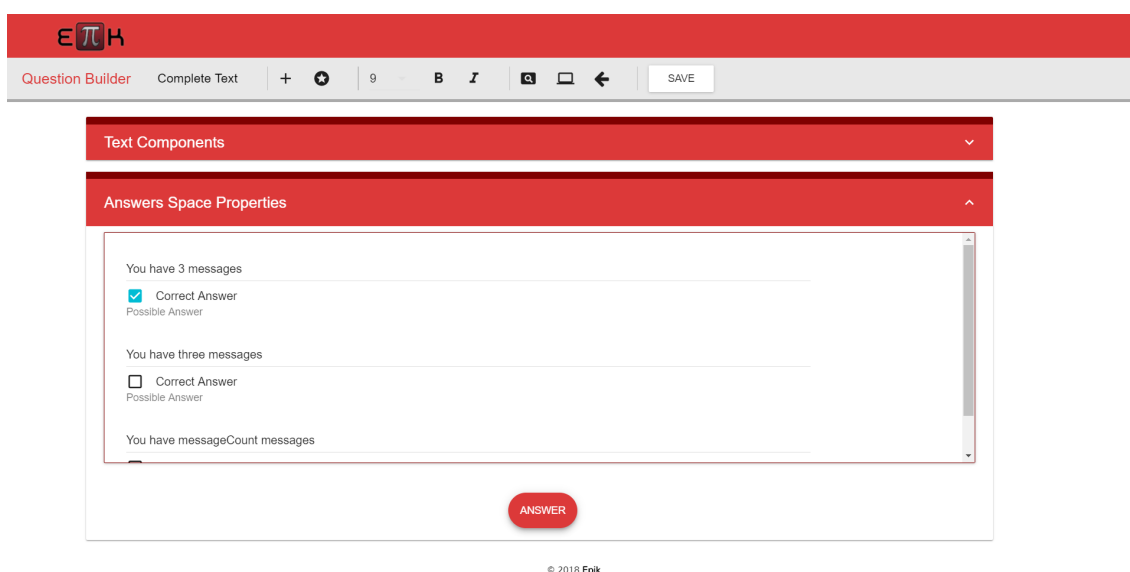 επκ
Question Builder Complete Text 9 B I SAVE
Text Components
Answers Space Properties
You have 3 messages
Correct Answer
Possible Answer
You have three messages
Correct Answer
Possible Answer
You have messageCount messages
ANSWER
© 2018 Epik